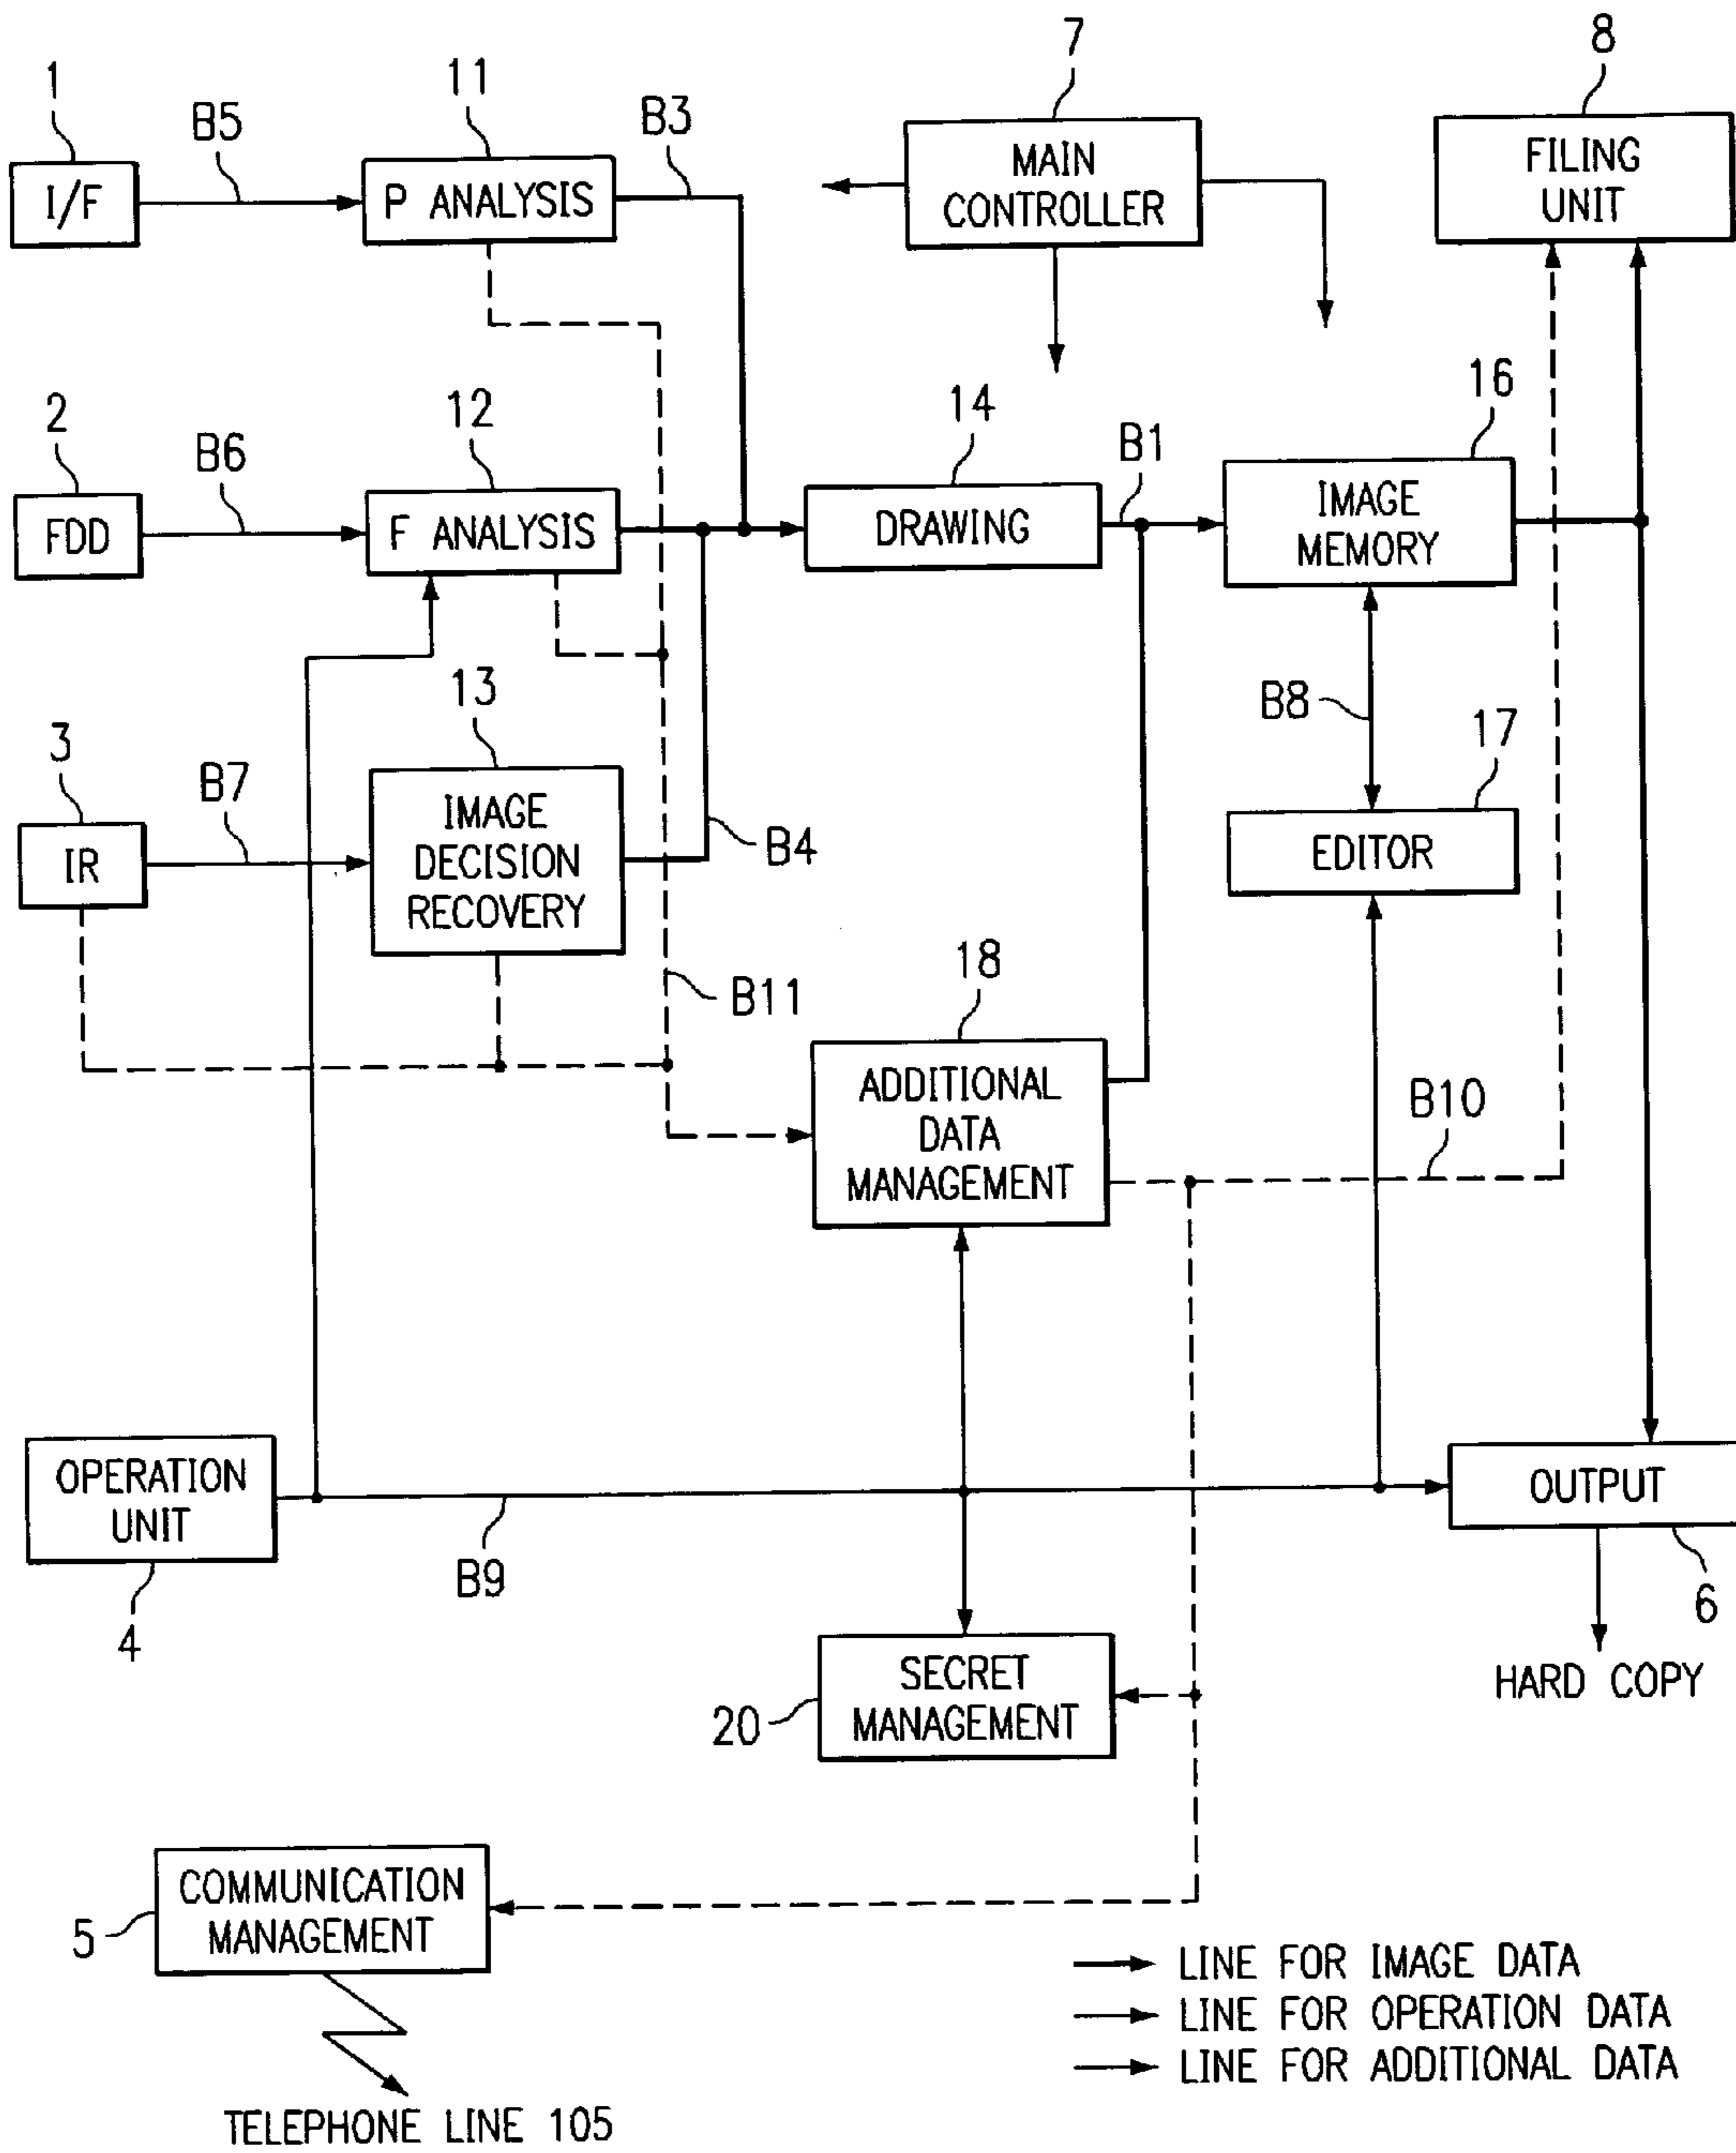 1
11
7
8
B5
B3
I/F
P ANALYSIS
MAIN
CONTROLLER
FILING
UNIT
2
12
14
16
B6
B1
FDD
F ANALYSIS
DRAWING
IMAGE
MEMORY
3
13
B8
17
B7
IR
IMAGE
DECISION
RECOVERY
B4
EDITOR
B11
18
ADDITIONAL
DATA
MANAGEMENT
B10
OPERATION
UNIT
OUTPUT
4
B9
6
SECRET
MANAGEMENT
20
HARD COPY
COMMUNICATION
MANAGEMENT
5
LINE FOR IMAGE DATA
LINE FOR OPERATION DATA
LINE FOR ADDITIONAL DATA
TELEPHONE LINE 105